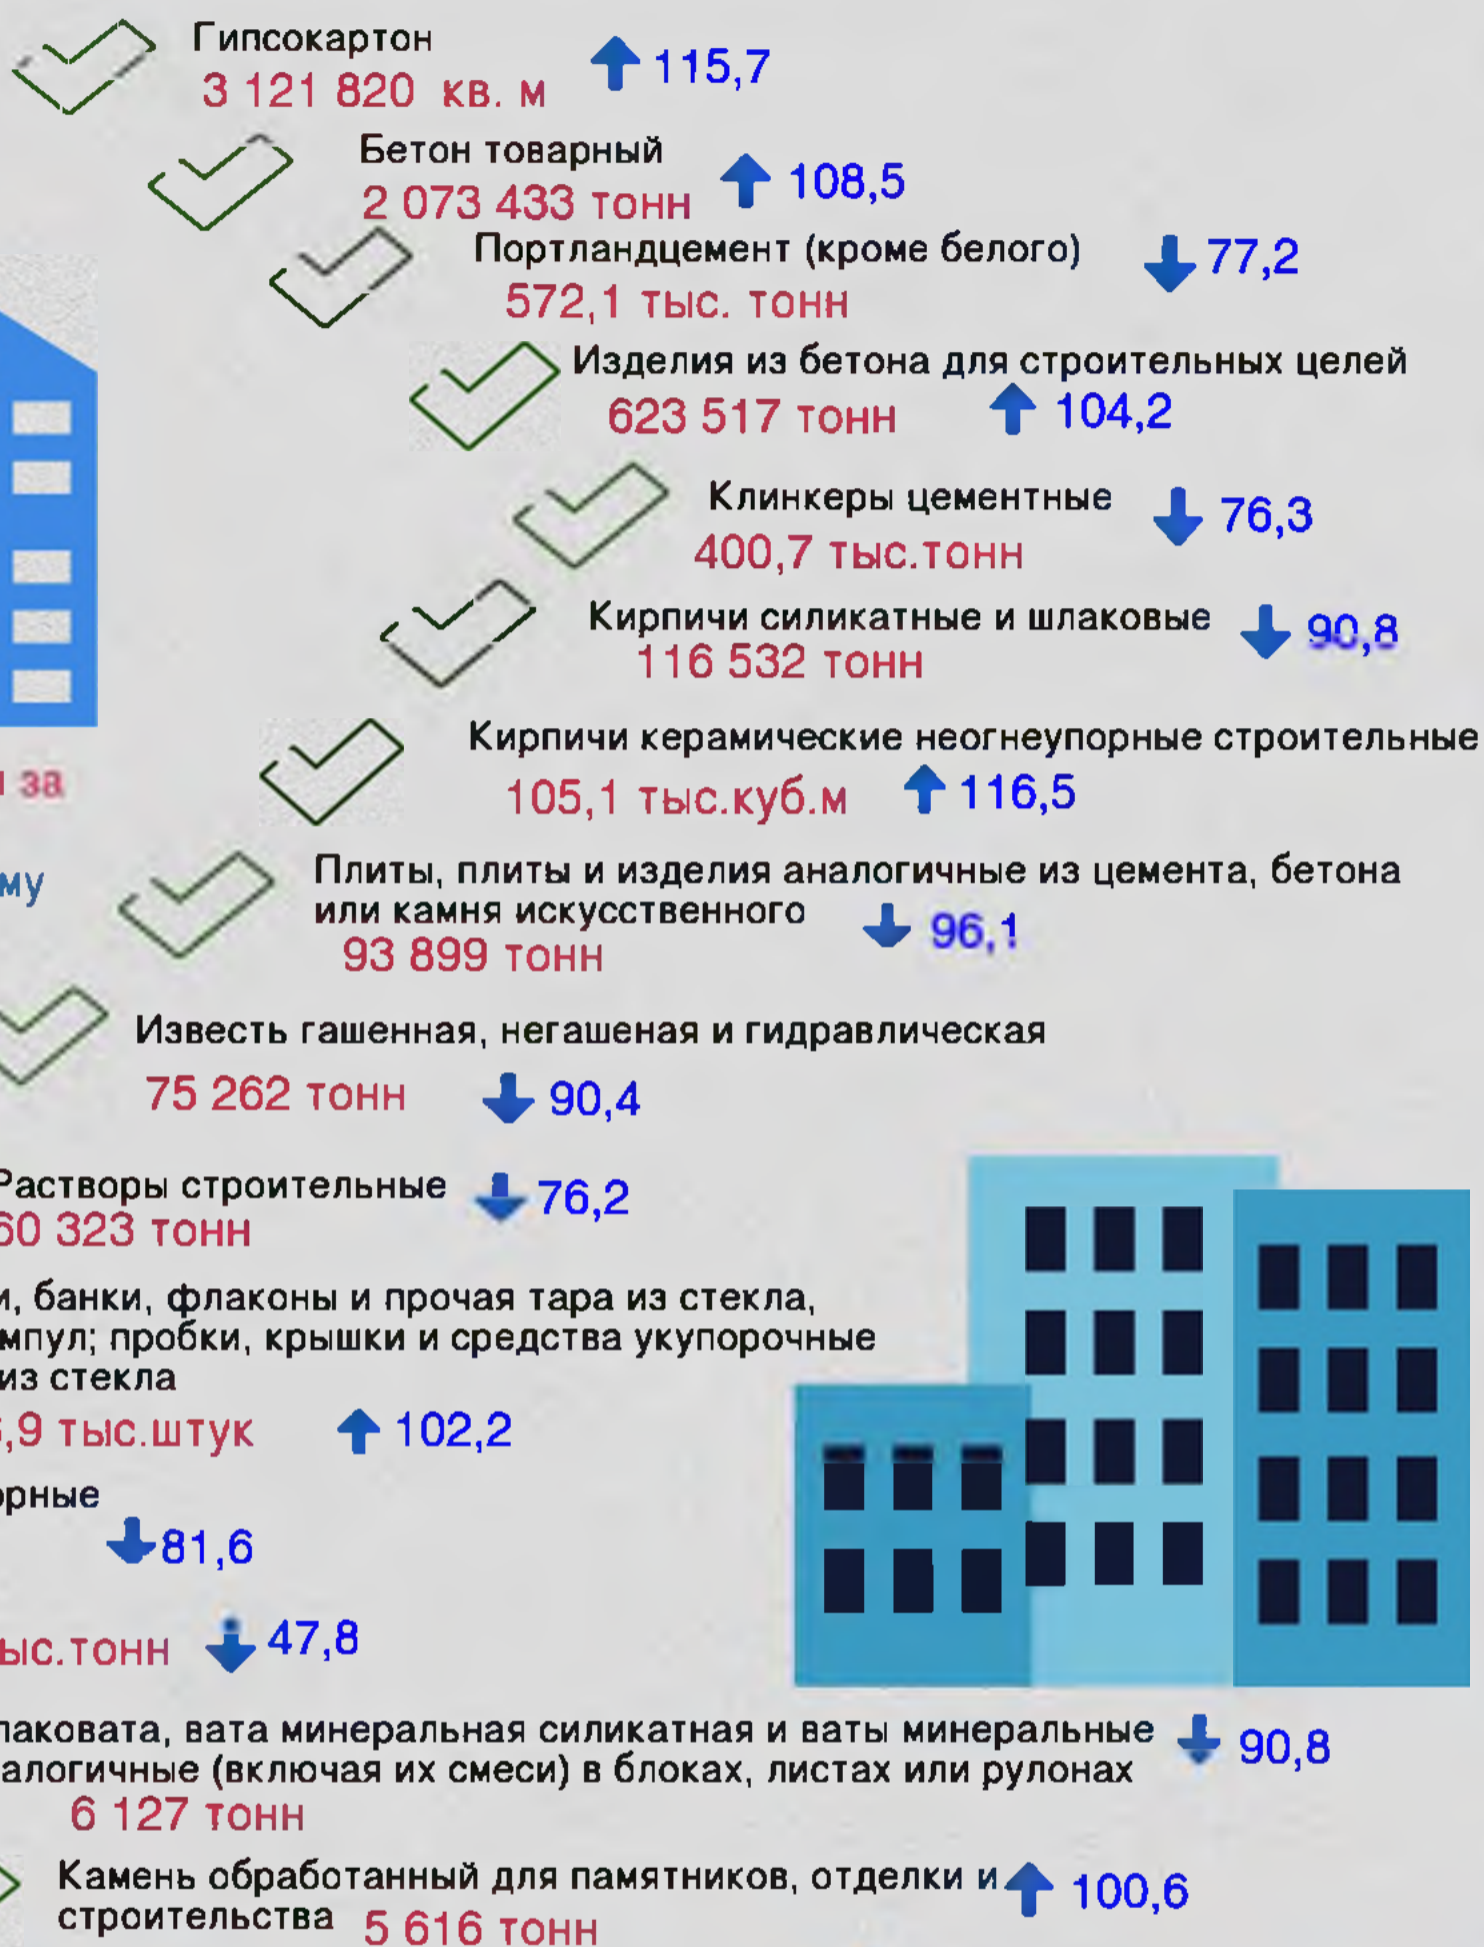 Гипсокартон
3 121 820 кв. м
115,7
Бетон товарный
2 073 433 тонн
108,5
Портландцемент (кроме белого)
572,1 тыс. тонн
77,2
Изделия из бетона для строительных целей
623 517 тонн
104,2
Клинкеры цементные
400,7 тыс.тонн
76,3
Кирпичи силикатные и шлаковые
116 532 тонн
90,8
Кирпичи керамические неогнеупорные строительные
105,1 тыс.куб.м
116,5
за
Плиты, плиты и изделия аналогичные из цемента, бетона
или камня искусственного
му
93 899 тонн
96,1
Известь гашенная, негашеная и гидравлическая
75 262 тонн
90,4
Растворы строительные
60 323 тонн
76,2
и, банки, флаконы и прочая тара из стекла,
мпул; пробки, крышки и средства укупорочные
из стекла
,9 тыс.штук
102,2
орные
81,6
ыс.тонн
47,8
лаковата, вата минеральная силикатная и ваты минеральные
алогичные (включая их смеси) в блоках, листах или рулонах
6 127 тонн
90,8
Камень обработанный для памятников, отделки и
строительства
5 616 тонн
100,6